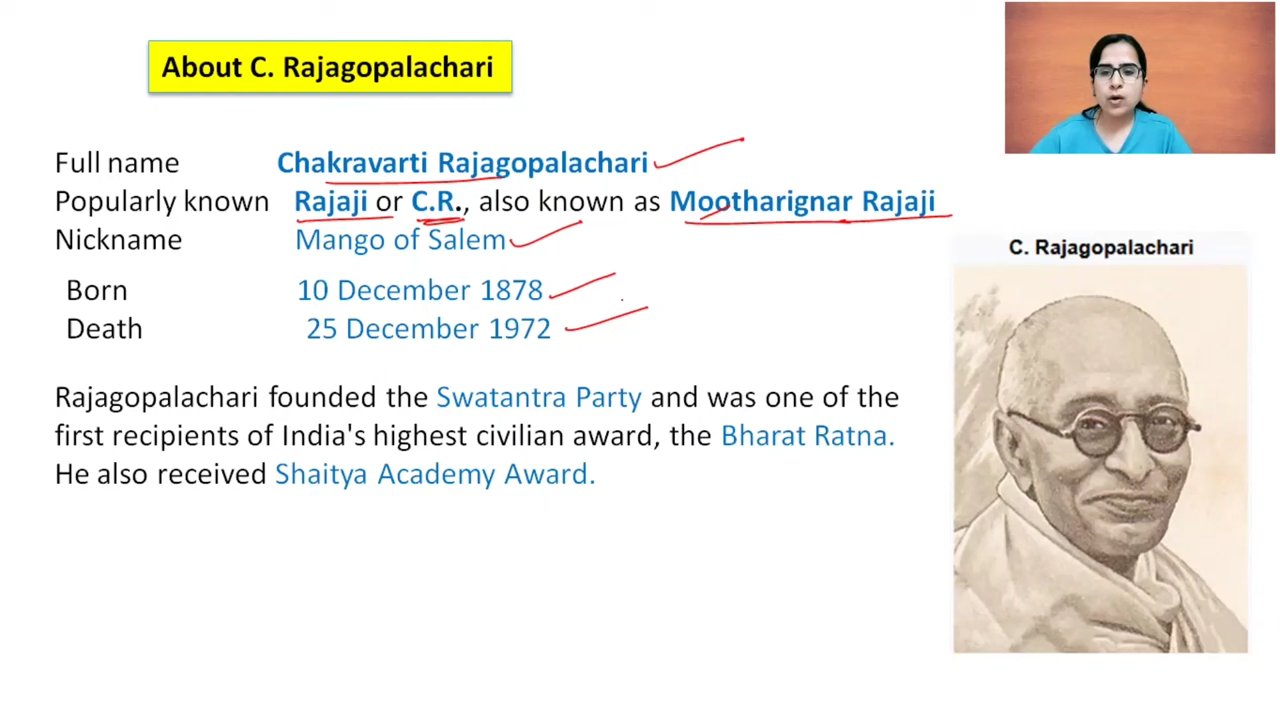 About C. Rajagopalachari
Full name Chakravarti Rajagopalachari
Popularly known Rajaji or C.R., also known as Mootharignar Rajaji
Nickname Mango of Salem
Born 10 December 1878
Death 25 December 1972
C. Rajagopalachari
Rajagopalachari founded the Swatantra Party and was one of the
first recipients of India's highest civilian award, the Bharat Ratna.
He also received Shaitya Academy Award.